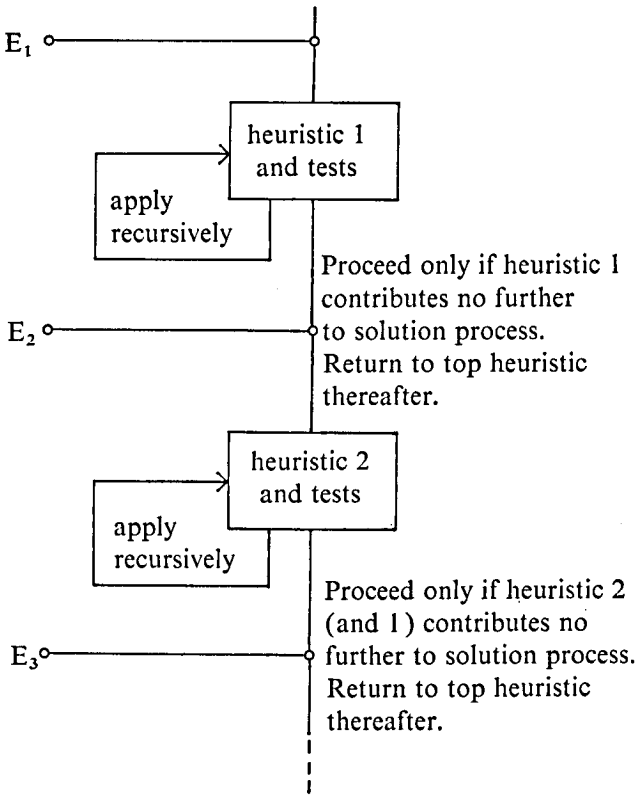 E₁
heuristic 1
and tests
apply
recursively
Proceed only if heuristic 1
contributes no further
E₂
to solution process.
Return to top heuristic
thereafter.
heuristic 2
and tests
apply
recursively
Proceed only if heuristic 2
(and 1) contributes no
E₃
further to solution process.
Return to top heuristic
thereafter.